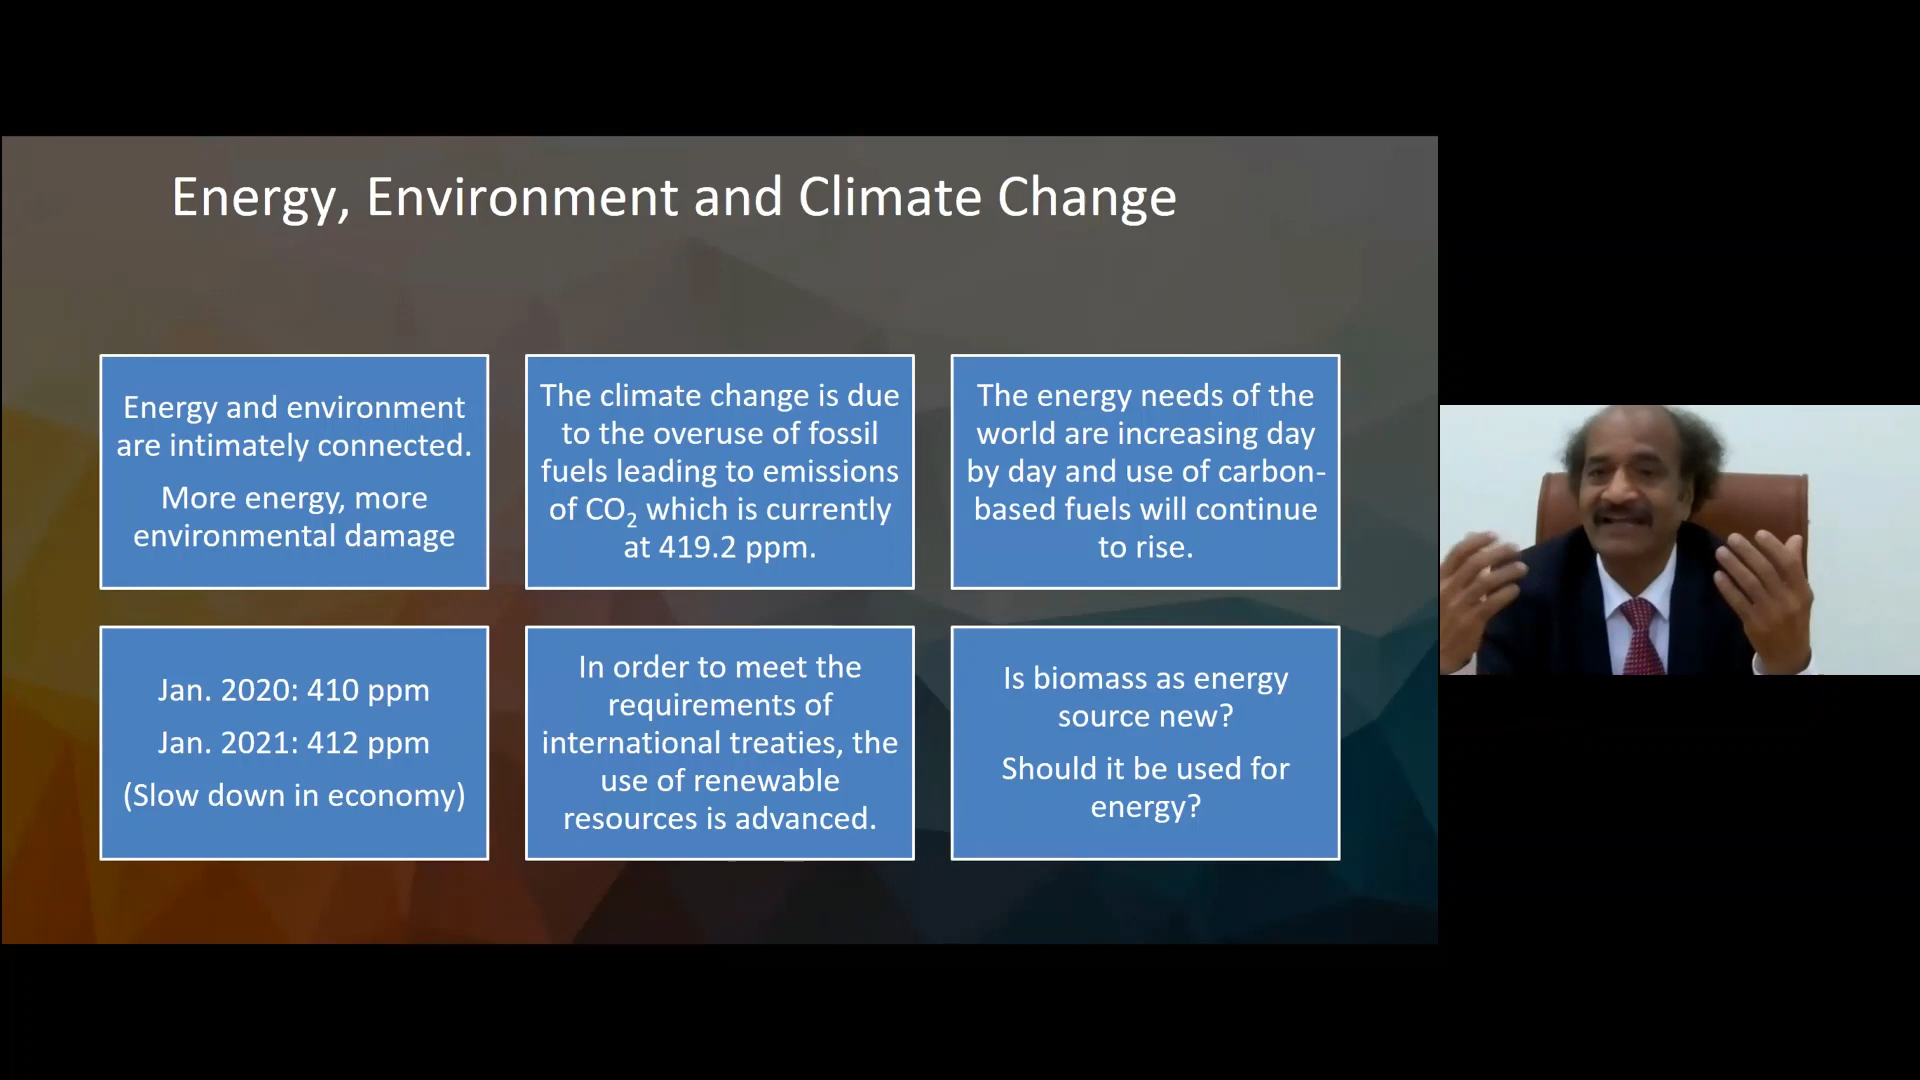 Energy, Environment and Climate Change
Energy and environment
are intimately connected.
More energy, more
environmental damage
The climate change is due
to the overuse of fossil
fuels leading to emissions
of CO₂ which is currently
at 419.2 ppm.
The energy needs of the
world are increasing day
by day and use of carbon-
based fuels will continue
to rise.
Jan. 2020: 410 ppm
Jan. 2021: 412 ppm
(Slow down in economy)
In order to meet the
requirements of
international treaties, the
use of renewable
resources is advanced.
Is biomass as energy
source new?
Should it be used for
energy?